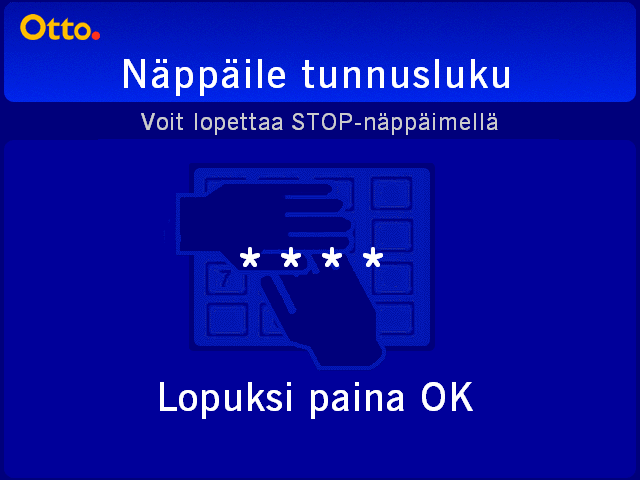 Otto.
Näppäile tunnusluku
Voit lopettaa STOP-näppäimellä
* * * *
7
Lopuksi paina OK